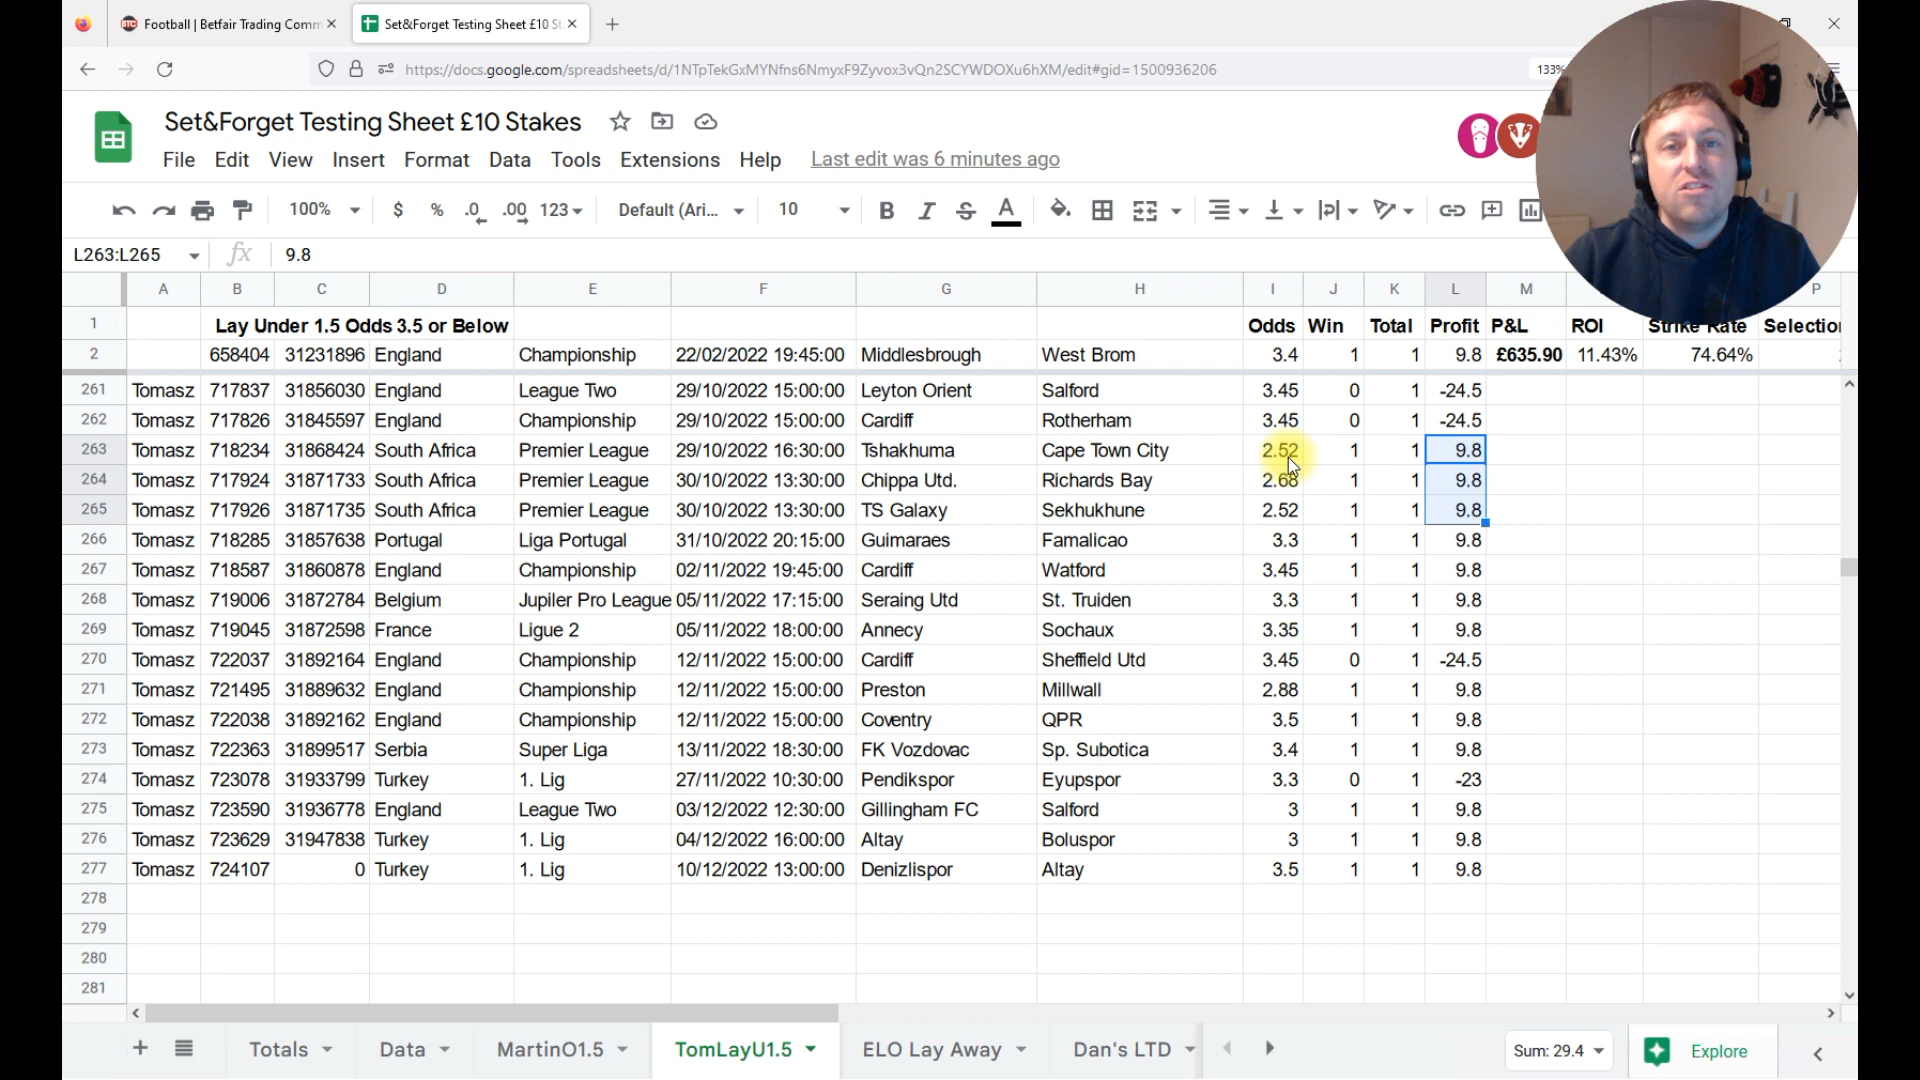 Football | Betfair Trading Comm
Set&Forget Testing Sheet £10 St
https://docs.google.com/spreadsheets/d/1NTpTekGxMYNfns6NmyxF9Zyvox3vQn2SCYWDOXu6hXM/edit#gid=1500936206
133%
Set&Forget Testing Sheet £10 Stakes
File Edit View Insert Format Data Tools Extensions Help Last edit was 6 minutes ago
100% $ % .0 .00 123 Default (Ari... 10 B I S A
L263:L265 fx 9.8
A B C D E F G H I J K L M P
1 Lay Under 1.5 Odds 3.5 or Below Odds Win Total Profit P&L ROI Strike Rate Selection
2 658404 31231896 England Championship 22/02/2022 19:45:00 Middlesbrough West Brom 3.4 1 1 9.8 £635.90 11.43% 74.64%
261 Tomasz 717837 31856030 England League Two 29/10/2022 15:00:00 Leyton Orient Salford 3.45 0 1 -24.5
262 Tomasz 717826 31845597 England Championship 29/10/2022 15:00:00 Cardiff Rotherham 3.45 0 1 -24.5
263 Tomasz 718234 31868424 South Africa Premier League 29/10/2022 16:30:00 Tshakhuma Cape Town City 2.52 1 1 9.8
264 Tomasz 717924 31871733 South Africa Premier League 30/10/2022 13:30:00 Chippa Utd. Richards Bay 2.68 1 1 9.8
265 Tomasz 717926 31871735 South Africa Premier League 30/10/2022 13:30:00 TS Galaxy Sekhukhune 2.52 1 1 9.8
266 Tomasz 718285 31857638 Portugal Liga Portugal 31/10/2022 20:15:00 Guimaraes Famalicao 3.3 1 1 9.8
267 Tomasz 718587 31860878 England Championship 02/11/2022 19:45:00 Cardiff Watford 3.45 1 1 9.8
268 Tomasz 719006 31872784 Belgium Jupiler Pro League 05/11/2022 17:15:00 Seraing Utd St. Truiden 3.3 1 1 9.8
269 Tomasz 719045 31872598 France Ligue 2 05/11/2022 18:00:00 Annecy Sochaux 3.35 1 1 9.8
270 Tomasz 722037 31892164 England Championship 12/11/2022 15:00:00 Cardiff Sheffield Utd 3.45 0 1 -24.5
271 Tomasz 721495 31889632 England Championship 12/11/2022 15:00:00 Preston Millwall 2.88 1 1 9.8
272 Tomasz 722038 31892162 England Championship 12/11/2022 15:00:00 Coventry QPR 3.5 1 1 9.8
273 Tomasz 722363 31899517 Serbia Super Liga 13/11/2022 18:30:00 FK Vozdovac Sp. Subotica 3.4 1 1 9.8
274 Tomasz 723078 31933799 Turkey 1. Lig 27/11/2022 10:30:00 Pendikspor Eyupspor 3.3 0 1 -23
275 Tomasz 723590 31936778 England League Two 03/12/2022 12:30:00 Gillingham FC Salford 3 1 1 9.8
276 Tomasz 723629 31947838 Turkey 1. Lig 04/12/2022 16:00:00 Altay Boluspor 3 1 1 9.8
277 Tomasz 724107 0 Turkey 1. Lig 10/12/2022 13:00:00 Denizlispor Altay 3.5 1 1 9.8
278
279
280
281
Totals Data MartinO1.5 TomLayU1.5 ELO Lay Away Dan's LTD Sum: 29.4 Explore